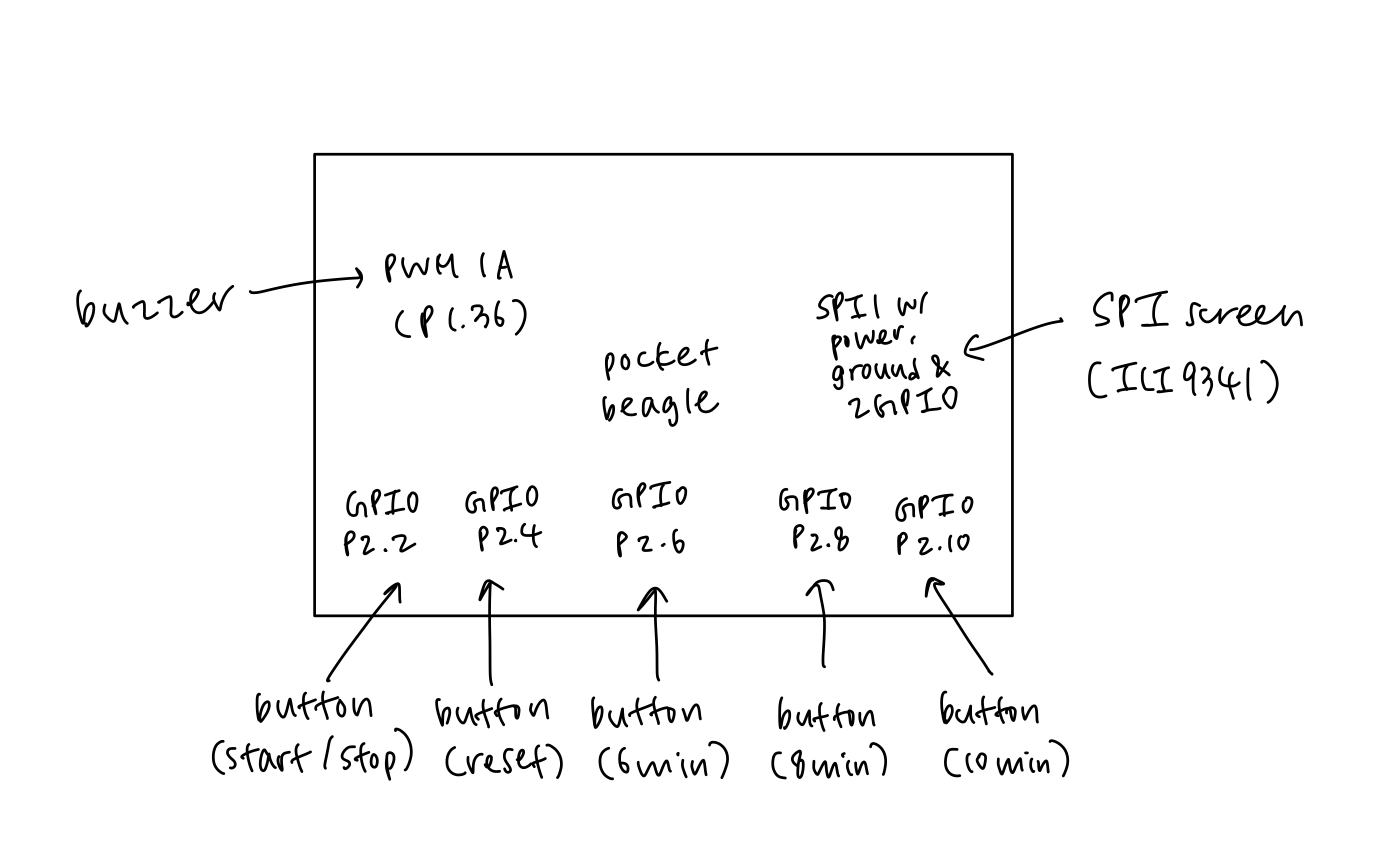 buzzer
PWM 1A
(P1.36)
pocket
beagle
SPI1 w/
power,
ground &
2GPIO
SPI screen
(ILI9341)
GPIO
P2.2
GPIO
P2.4
GPIO
P2.6
GPIO
P2.8
GPIO
P2.10
button
(start/stop)
button
(reset)
button
(6min)
button
(8min)
button
(10min)